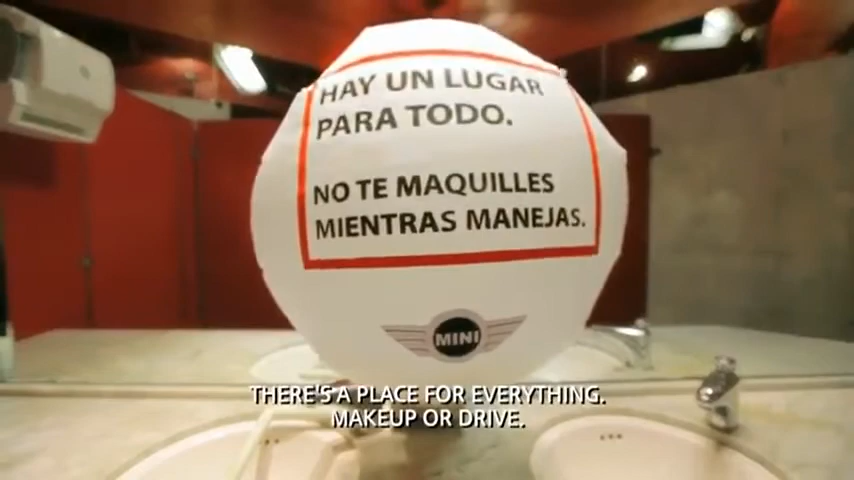 HAY UN LUGAR
PARA TODO.
NO TE MAQUILLES
MIENTRAS MANEJAS.
MINI
THERE'S A PLACE FOR EVERYTHING.
MAKEUP OR DRIVE.